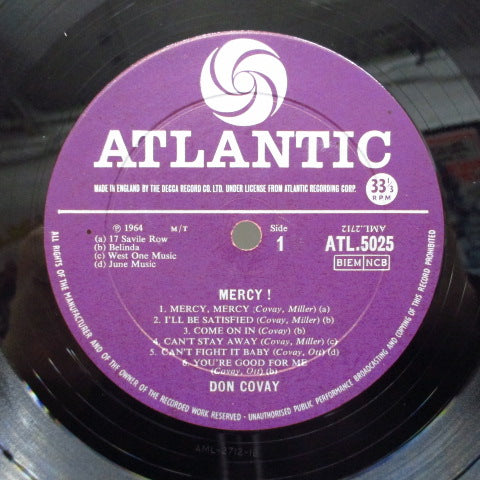 ATLANTIC
MADE IN ENGLAND BY THE DECCA RECORD CO. LTD. UNDER LICENSE FROM ATLANTIC RECORDING CORP.
33 1/3
RPM
℗ 1964 M/T
(a) 17 Savile Row
(b) Belinda
(c) West One Music
(d) June Music
Side
1
AML.2712
ATL.5025
BIEM NCB
MERCY !
1. MERCY, MERCY (Covay, Miller) (a)
2. I'LL BE SATISFIED (Covay, Miller) (b)
3. COME ON IN (Covay) (b)
4. CAN'T STAY AWAY (Covay, Miller) (c)
5. CAN'T FIGHT IT BABY (Covay, Ott) (d)
6. YOU'RE GOOD FOR ME
(Covay, Ott) (b)
DON COVAY
ALL RIGHTS OF THE MANUFACTURER AND OF THE OWNER OF THE RECORDED WORK RESERVED - UNAUTHORISED PUBLIC PERFORMANCE BROADCASTING AND COPYING OF THIS RECORD PROHIBITED